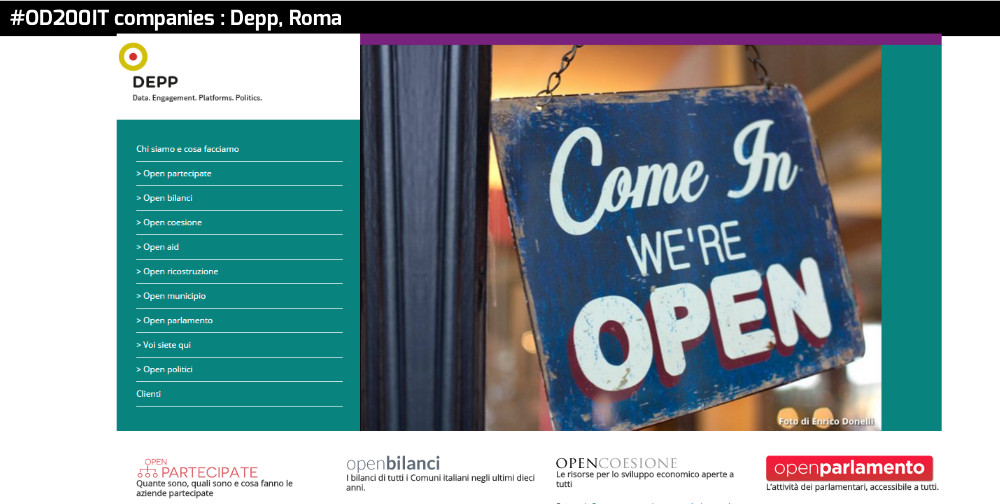 #OD200IT companies : Depp, Roma
DEPP
Data. Engagement. Platforms. Politics.
Chi siamo e cosa facciamo
> Open partecipate
> Open bilanci
> Open coesione
> Open aid
> Open ricostruzione
> Open municipio
> Open parlamento
> Voi siete qui
> Open politici
Clienti
Come In
WE'RE
OPEN
Foto di Enrico Donelli
OPEN
PARTECIPATE
Quante sono, quali sono e cosa fanno le
aziende partecipate
openbilanci
I bilanci di tutti i Comuni italiani negli ultimi dieci
anni.
OPENCOESIONE
Le risorse per lo sviluppo economico aperte a
tutti
openparlamento
L'attività dei parlamentari, accessibile a tutti.